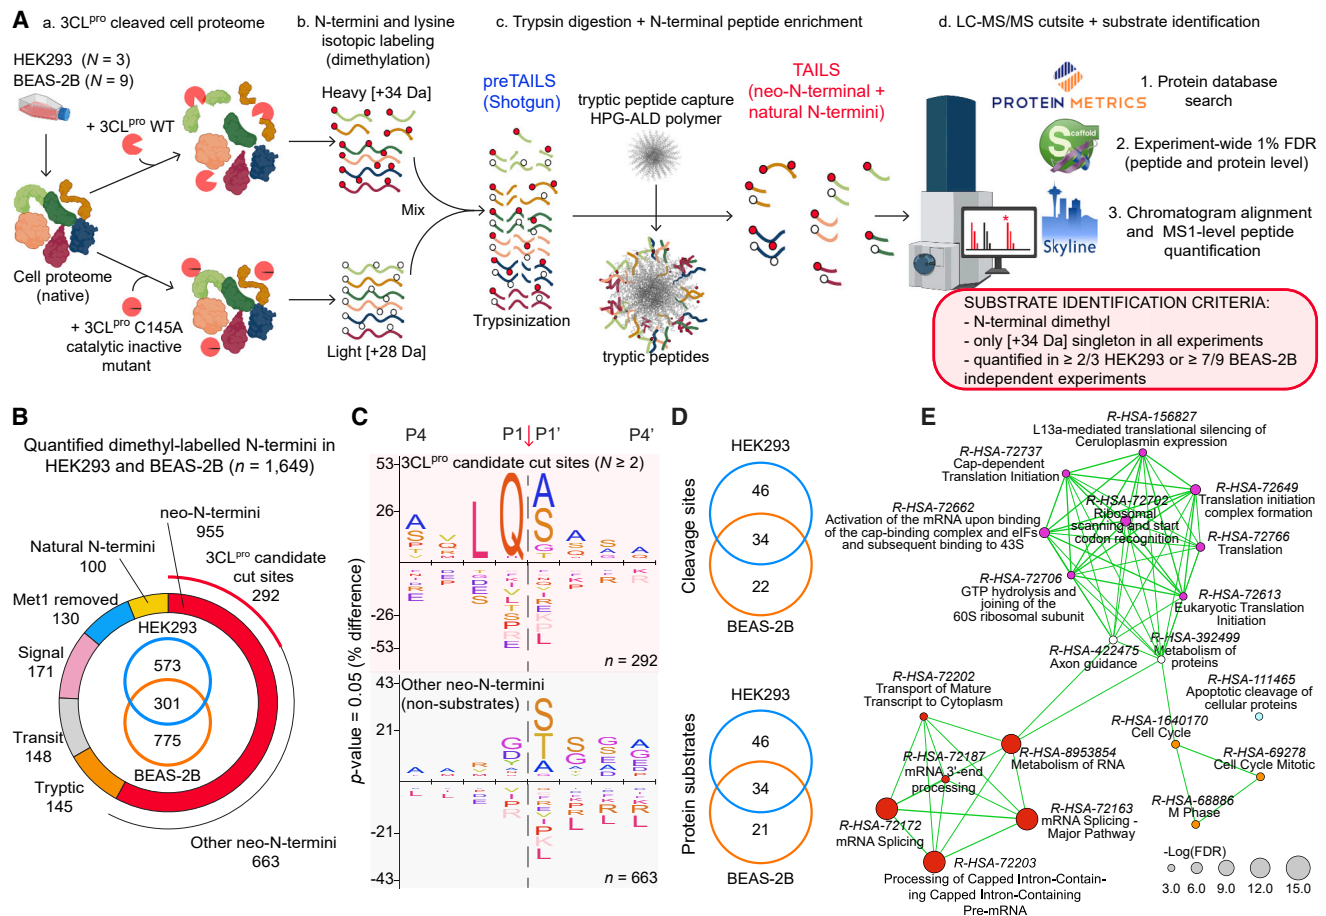 A
a. 3CLpro cleaved cell proteome
HEK293 (N = 3)
BEAS-2B (N = 9)
+ 3CLpro WT
Cell proteome
(native)
+ 3CLpro C145A
catalytic inactive
mutant
b. N-termini and lysine
isotopic labeling
(dimethylation)
Heavy [+34 Da]
Mix
Light [+28 Da]
c. Trypsin digestion + N-terminal peptide enrichment
preTAILS
(Shotgun)
Trypsinization
tryptic peptide capture
HPG-ALD polymer
tryptic peptides
TAILS
(neo-N-terminal +
natural N-termini)
d. LC-MS/MS cutsite + substrate identification
*
PROTEIN METRICS
Scaffold
Skyline
1. Protein database
search
2. Experiment-wide 1% FDR
(peptide and protein level)
3. Chromatogram alignment
and MS1-level peptide
quantification
SUBSTRATE IDENTIFICATION CRITERIA:
- N-terminal dimethyl
- only [+34 Da] singleton in all experiments
- quantified in ≥ 2/3 HEK293 or ≥ 7/9 BEAS-2B
independent experiments
B
Quantified dimethyl-labelled N-termini in
HEK293 and BEAS-2B (n = 1,649)
neo-N-termini
955
Natural N-termini
100
3CLpro candidate
cut sites
292
Met1 removed
130
Signal
171
Transit
148
Tryptic
145
HEK293
573
301
775
BEAS-2B
Other neo-N-termini
663
C
P4
P1
P1'
P4'
p-value = 0.05 (% difference)
53
26
-26
-53
3CLpro candidate cut sites (N ≥ 2)
n = 292
43
21
-21
-43
Other neo-N-termini
(non-substrates)
n = 663
D
Cleavage sites
HEK293
46
34
22
BEAS-2B
Protein substrates
HEK293
46
34
21
BEAS-2B
E
R-HSA-156827
L13a-mediated translational silencing of
Ceruloplasmin expression
R-HSA-72737
Cap-dependent
Translation Initiation
R-HSA-72649
Translation initiation
complex formation
R-HSA-72702
Ribosomal
scanning and start
codon recognition
R-HSA-72662
Activation of the mRNA upon binding
of the cap-binding complex and eIFs
and subsequent binding to 43S
R-HSA-72766
Translation
R-HSA-72706
GTP hydrolysis and
joining of the
60S ribosomal subunit
R-HSA-72613
Eukaryotic Translation
Initiation
R-HSA-422475
Axon guidance
R-HSA-392499
Metabolism of
proteins
R-HSA-72202
Transport of Mature
Transcript to Cytoplasm
R-HSA-111465
Apoptotic cleavage of
cellular proteins
R-HSA-1640170
Cell Cycle
R-HSA-72187
mRNA 3'-end
processing
R-HSA-8953854
Metabolism of RNA
R-HSA-69278
Cell Cycle Mitotic
R-HSA-68886
M Phase
R-HSA-72172
mRNA Splicing
R-HSA-72163
mRNA Splicing -
Major Pathway
R-HSA-72203
Processing of Capped Intron-Contain-
ing Capped Intron-Containing
Pre-mRNA
-Log(FDR)
3.0 6.0 9.0 12.0 15.0